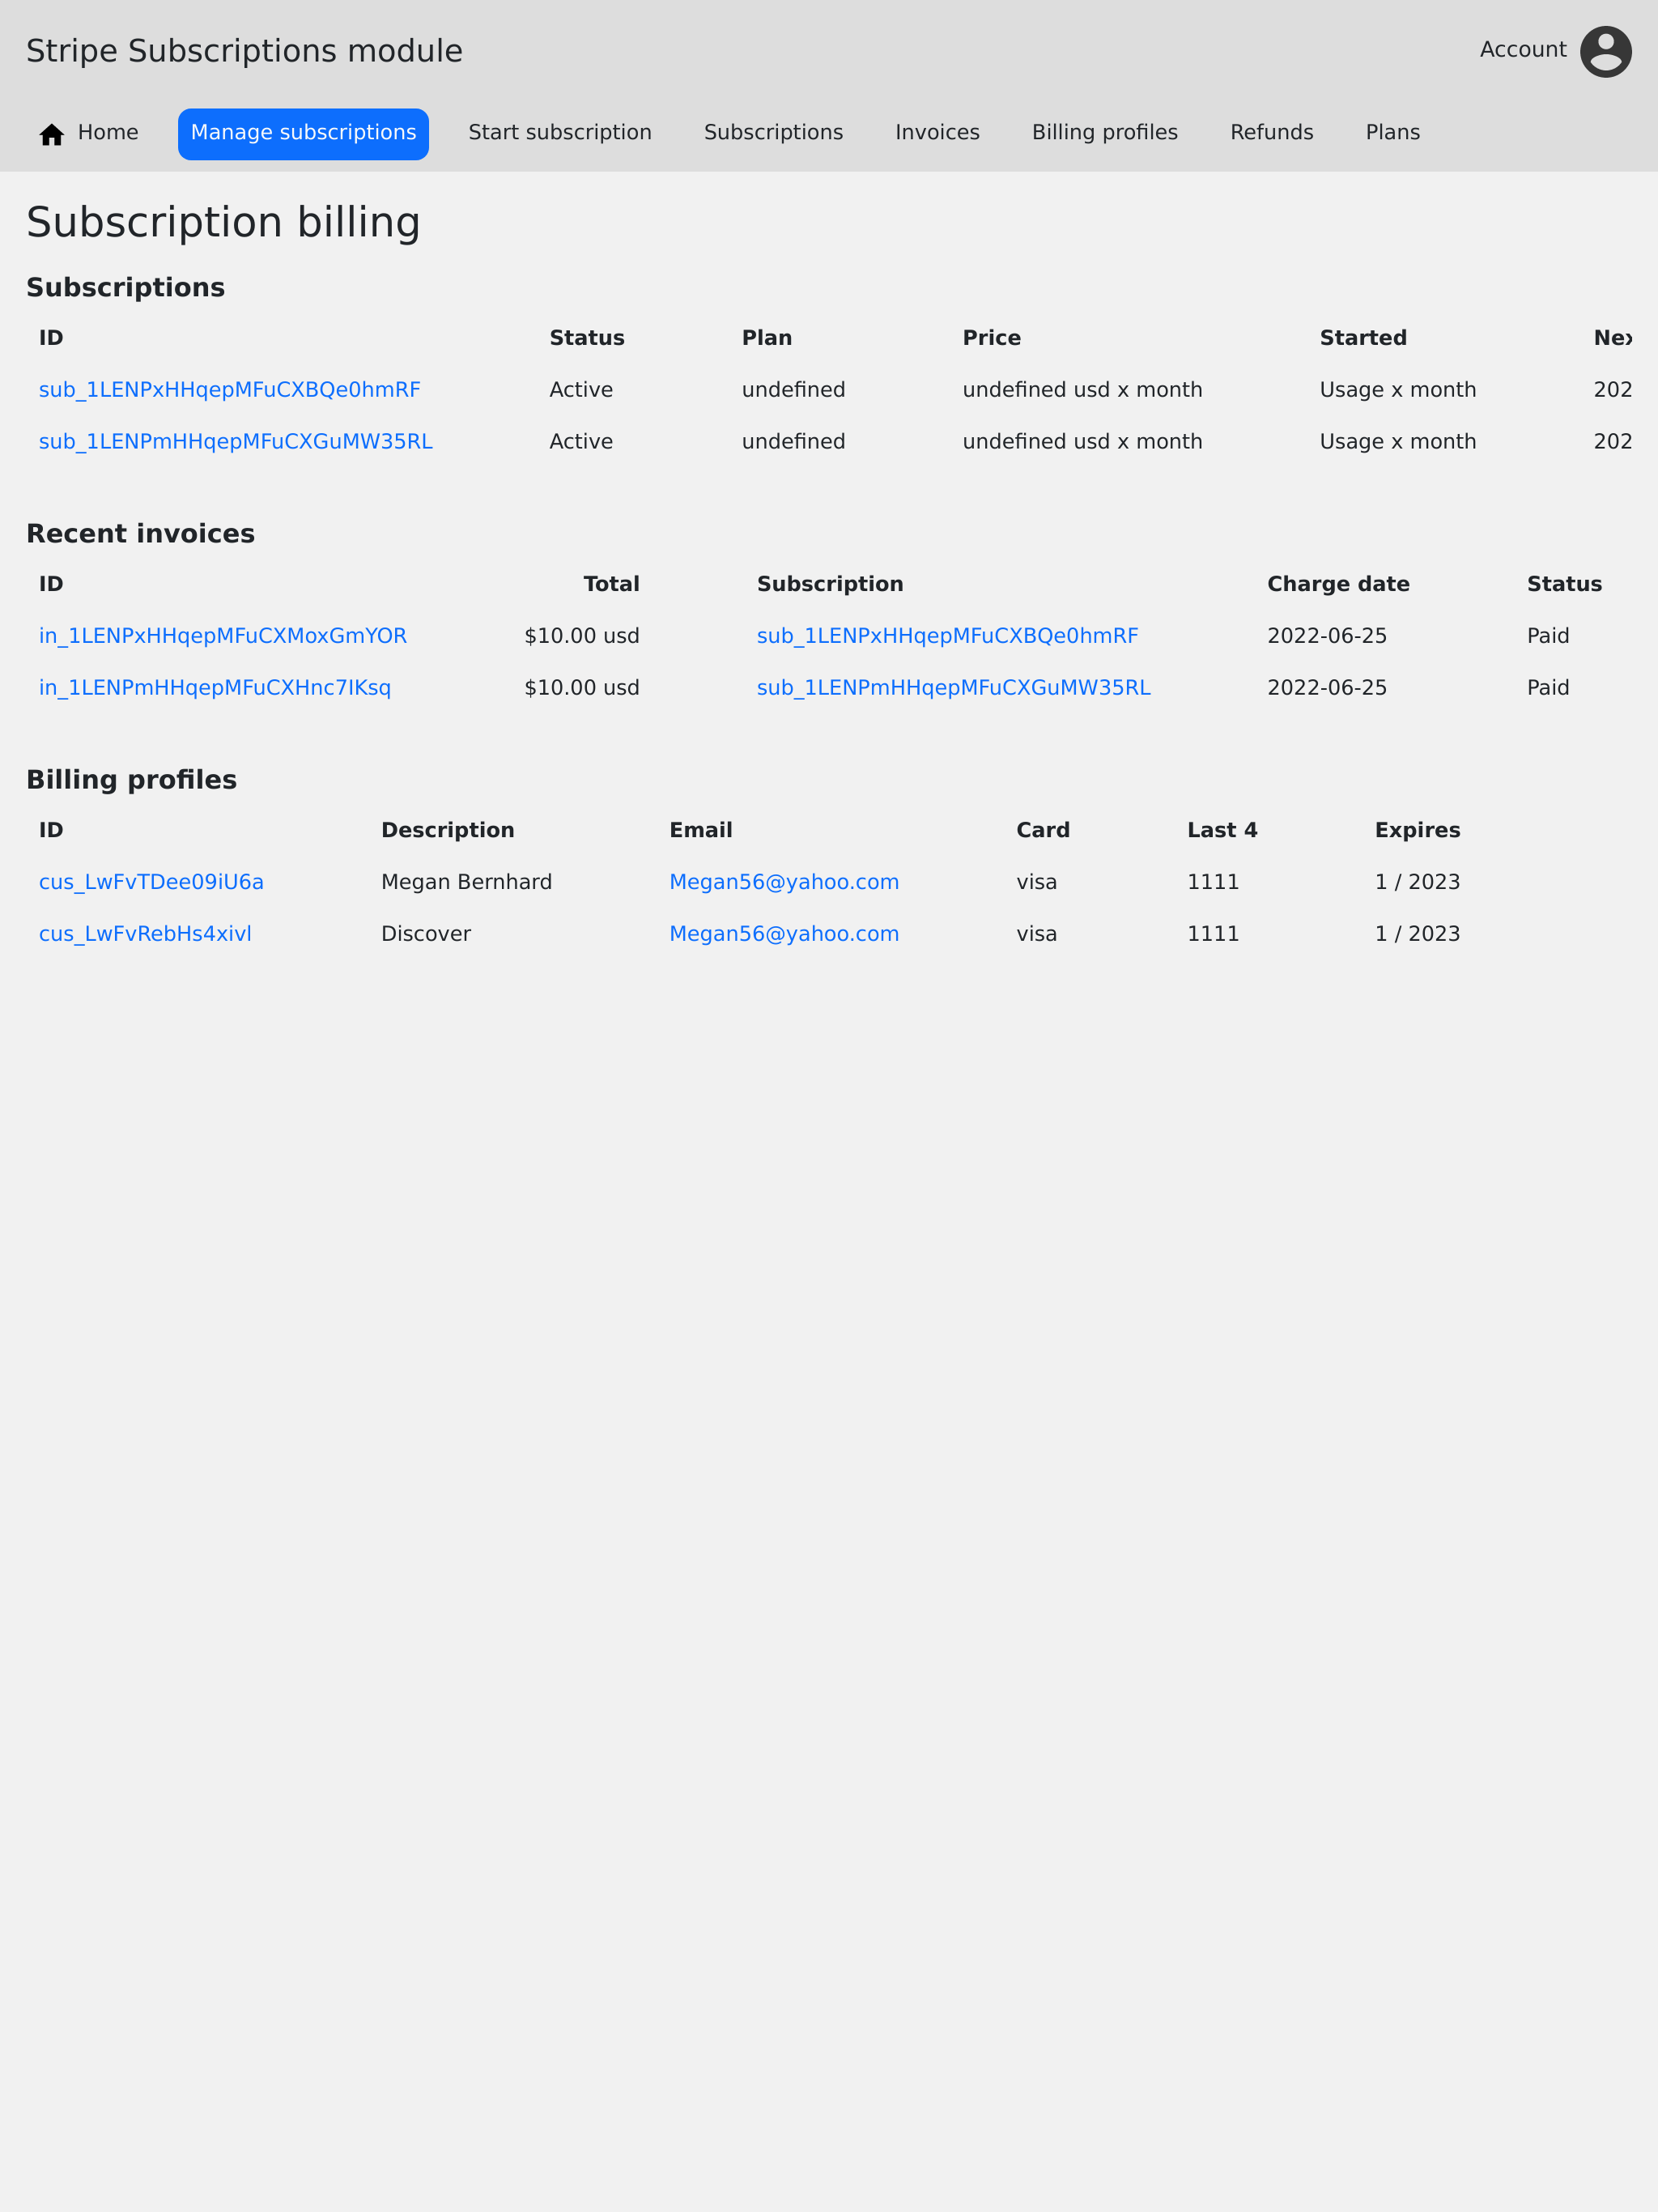 Stripe Subscriptions module
Account
Home Manage subscriptions Start subscription Subscriptions Invoices Billing profiles Refunds Plans
Subscription billing
Subscriptions
ID Status Plan Price Started Nex
sub_1LENPxHHqepMFuCXBQe0hmRF Active undefined undefined usd x month Usage x month 202
sub_1LENPmHHqepMFuCXGuMW35RL Active undefined undefined usd x month Usage x month 202
Recent invoices
ID Total Subscription Charge date Status
in_1LENPxHHqepMFuCXMoxGmYOR $10.00 usd sub_1LENPxHHqepMFuCXBQe0hmRF 2022-06-25 Paid
in_1LENPmHHqepMFuCXHnc7IKsq $10.00 usd sub_1LENPmHHqepMFuCXGuMW35RL 2022-06-25 Paid
Billing profiles
ID Description Email Card Last 4 Expires
cus_LwFvTDee09iU6a Megan Bernhard Megan56@yahoo.com visa 1111 1 / 2023
cus_LwFvRebHs4xivl Discover Megan56@yahoo.com visa 1111 1 / 2023